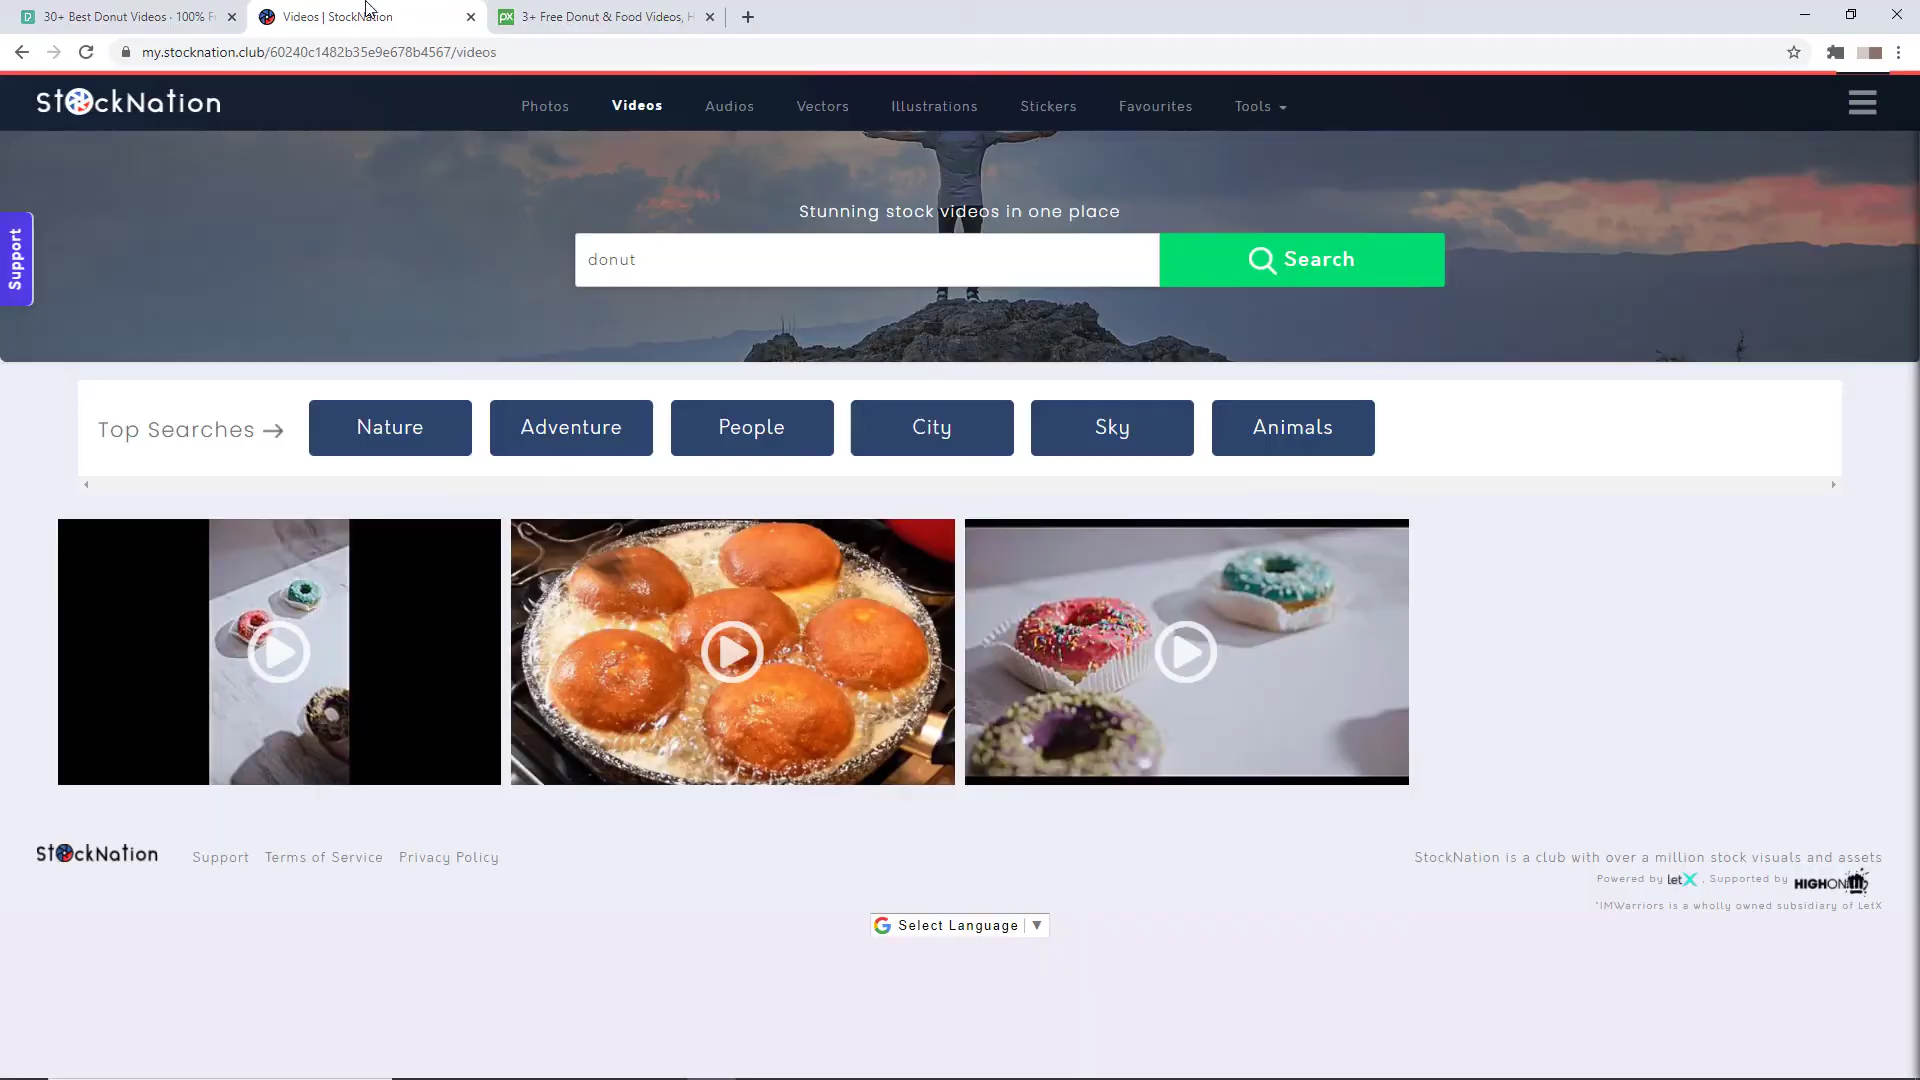 30+ Best Donut Videos · 100% F
Videos | StockNation
3+ Free Donut & Food Videos, H
my.stocknation.club/60240c1482b35e9e678b4567/videos
StockNation
Photos
Videos
Audios
Vectors
Illustrations
Stickers
Favourites
Tools
Support
Stunning stock videos in one place
donut
Search
Top Searches →
Nature
Adventure
People
City
Sky
Animals
StockNation
Support
Terms of Service
Privacy Policy
StockNation is a club with over a million stock visuals and assets
Powered by letX , Supported by HIGHONIM
*IMWarriors is a wholly owned subsidiary of LetX
G Select Language ▼